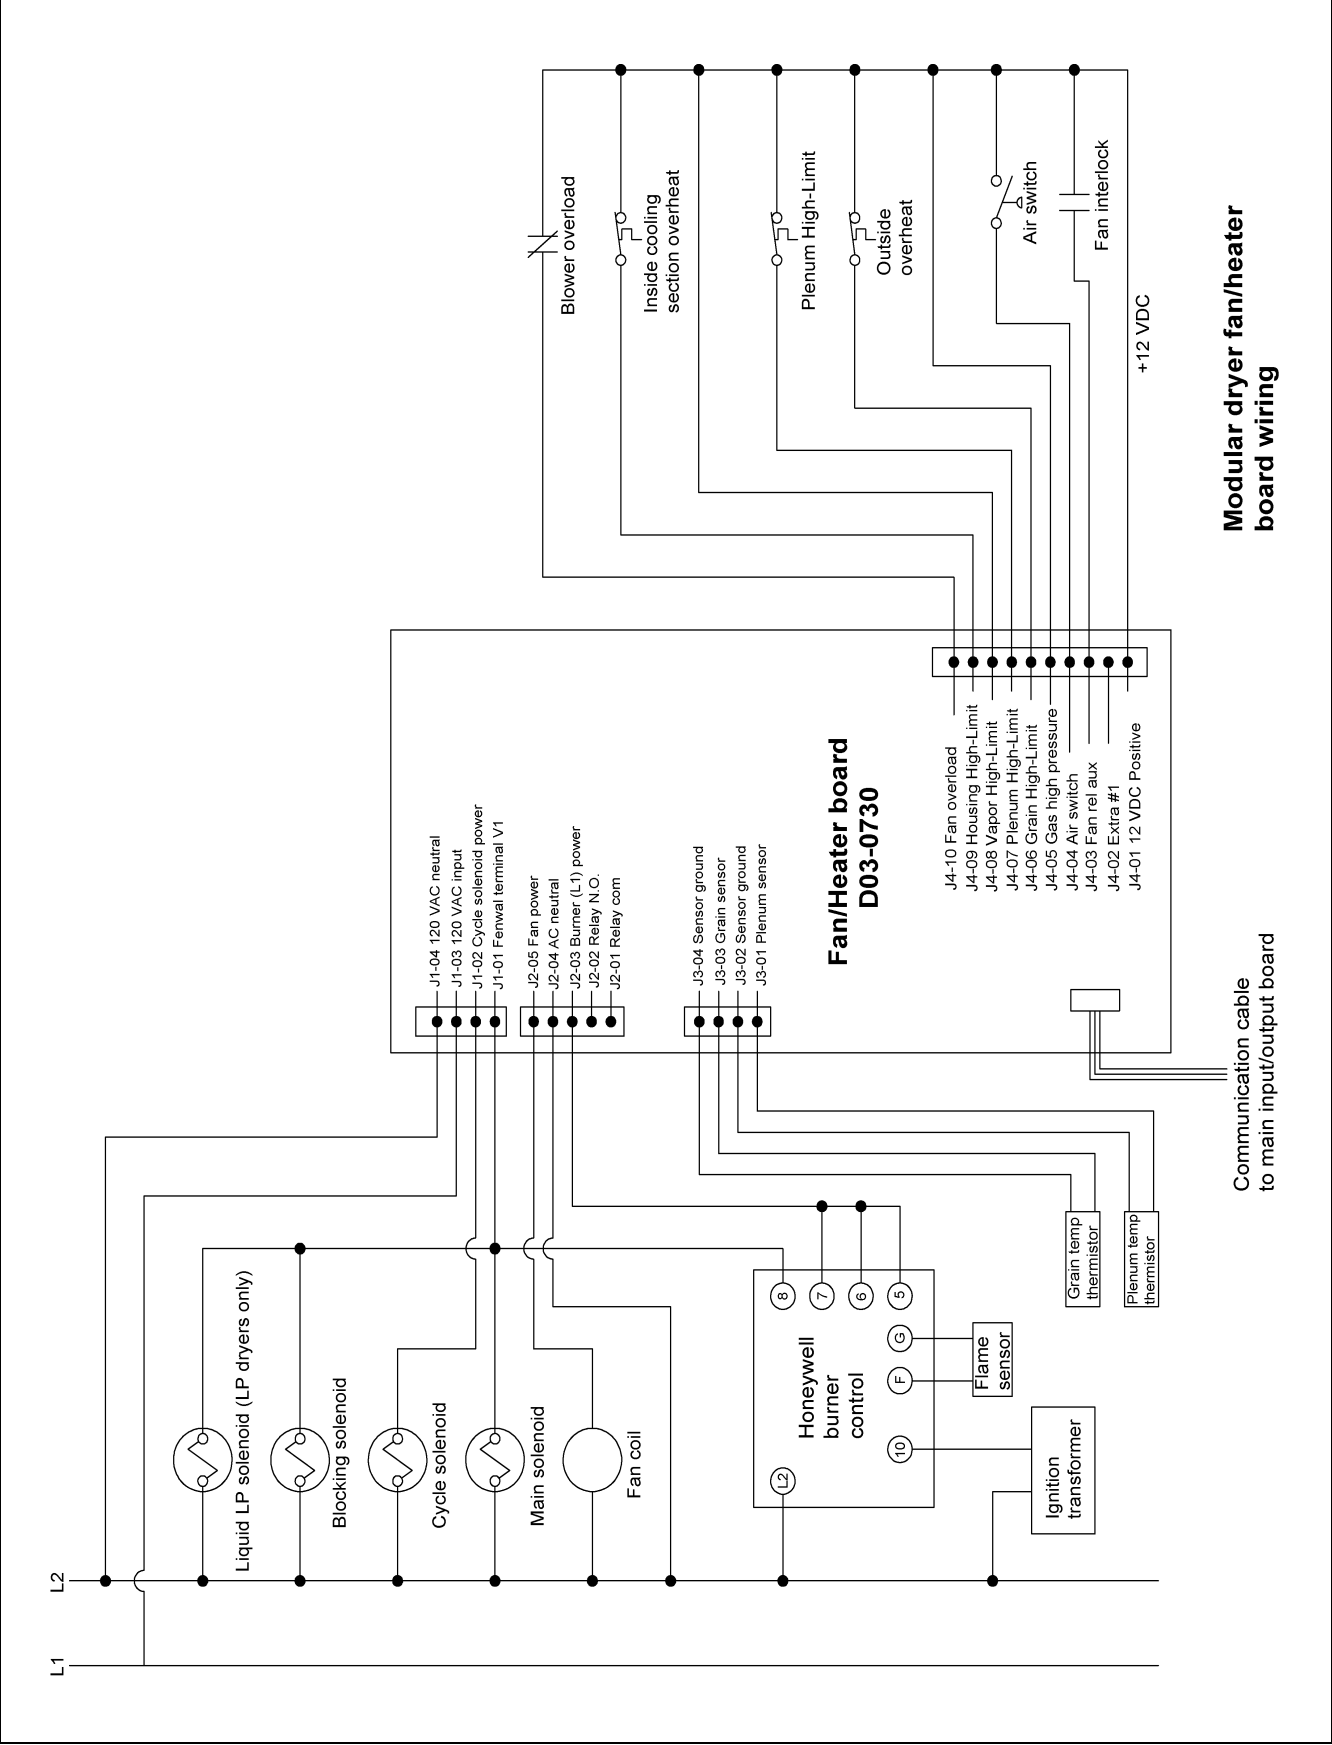 L1
L2
Liquid LP solenoid (LP dryers only)
Blocking solenoid
Cycle solenoid
Main solenoid
Fan coil
Honeywell
burner
control
L2
10
F
G
5
6
7
8
Ignition
transformer
Flame
sensor
Grain temp
thermistor
Plenum temp
thermistor
Communication cable
to main input/output board
J1-04 120 VAC neutral
J1-03 120 VAC input
J1-02 Cycle solenoid power
J1-01 Fenwal terminal V1
J2-05 Fan power
J2-04 AC neutral
J2-03 Burner (L1) power
J2-02 Relay N.O.
J2-01 Relay com
J3-04 Sensor ground
J3-03 Grain sensor
J3-02 Sensor ground
J3-01 Plenum sensor
Fan/Heater board
D03-0730
J4-10 Fan overload
J4-09 Housing High-Limit
J4-08 Vapor High-Limit
J4-07 Plenum High-Limit
J4-06 Grain High-Limit
J4-05 Gas high pressure
J4-04 Air switch
J4-03 Fan rel aux
J4-02 Extra #1
J4-01 12 VDC Positive
Blower overload
Inside cooling
section overheat
Plenum High-Limit
Outside
overheat
Air switch
Fan interlock
+12 VDC
Modular dryer fan/heater
board wiring